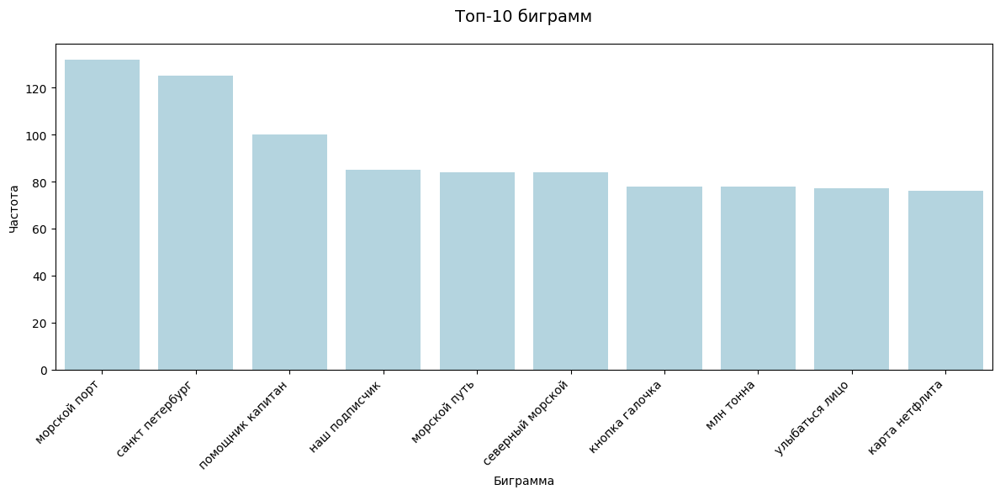 Топ-10 биграмм
Частота
120
100
80
60
40
20
0
морской порт
санкт петербург
помощник капитан
наш подписчик
морской путь
северный морской
кнопка галочка
млн тонна
улыбаться лицо
карта нетфлита
Биграмма